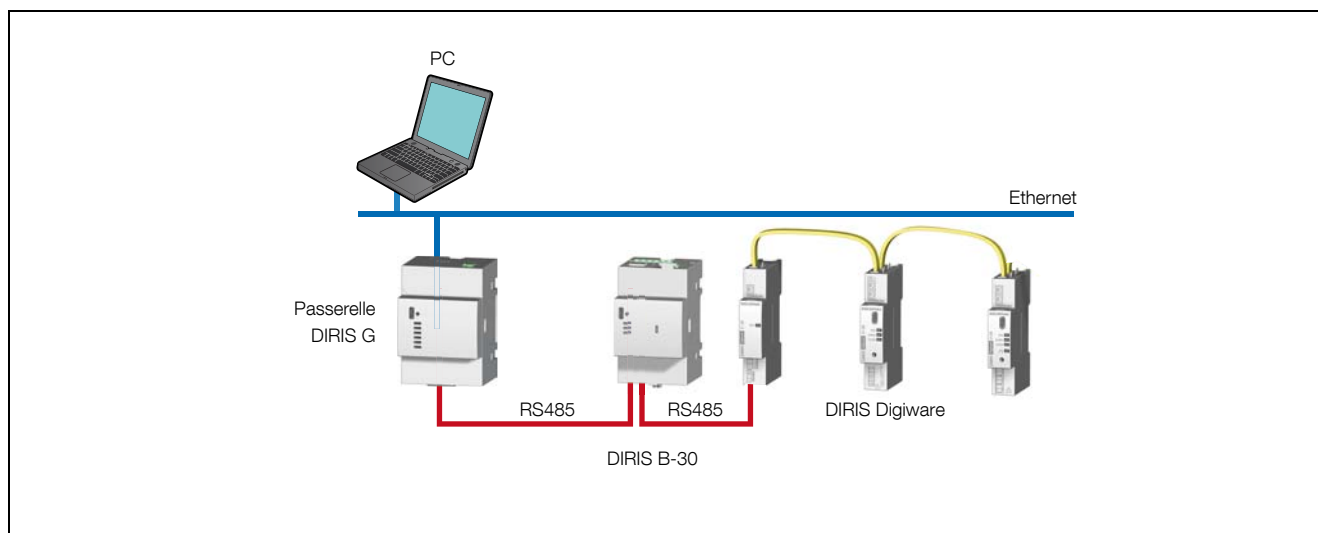 PC
Ethernet
Passerelle
DIRIS G
RS485
RS485
DIRIS Digiware
DIRIS B-30